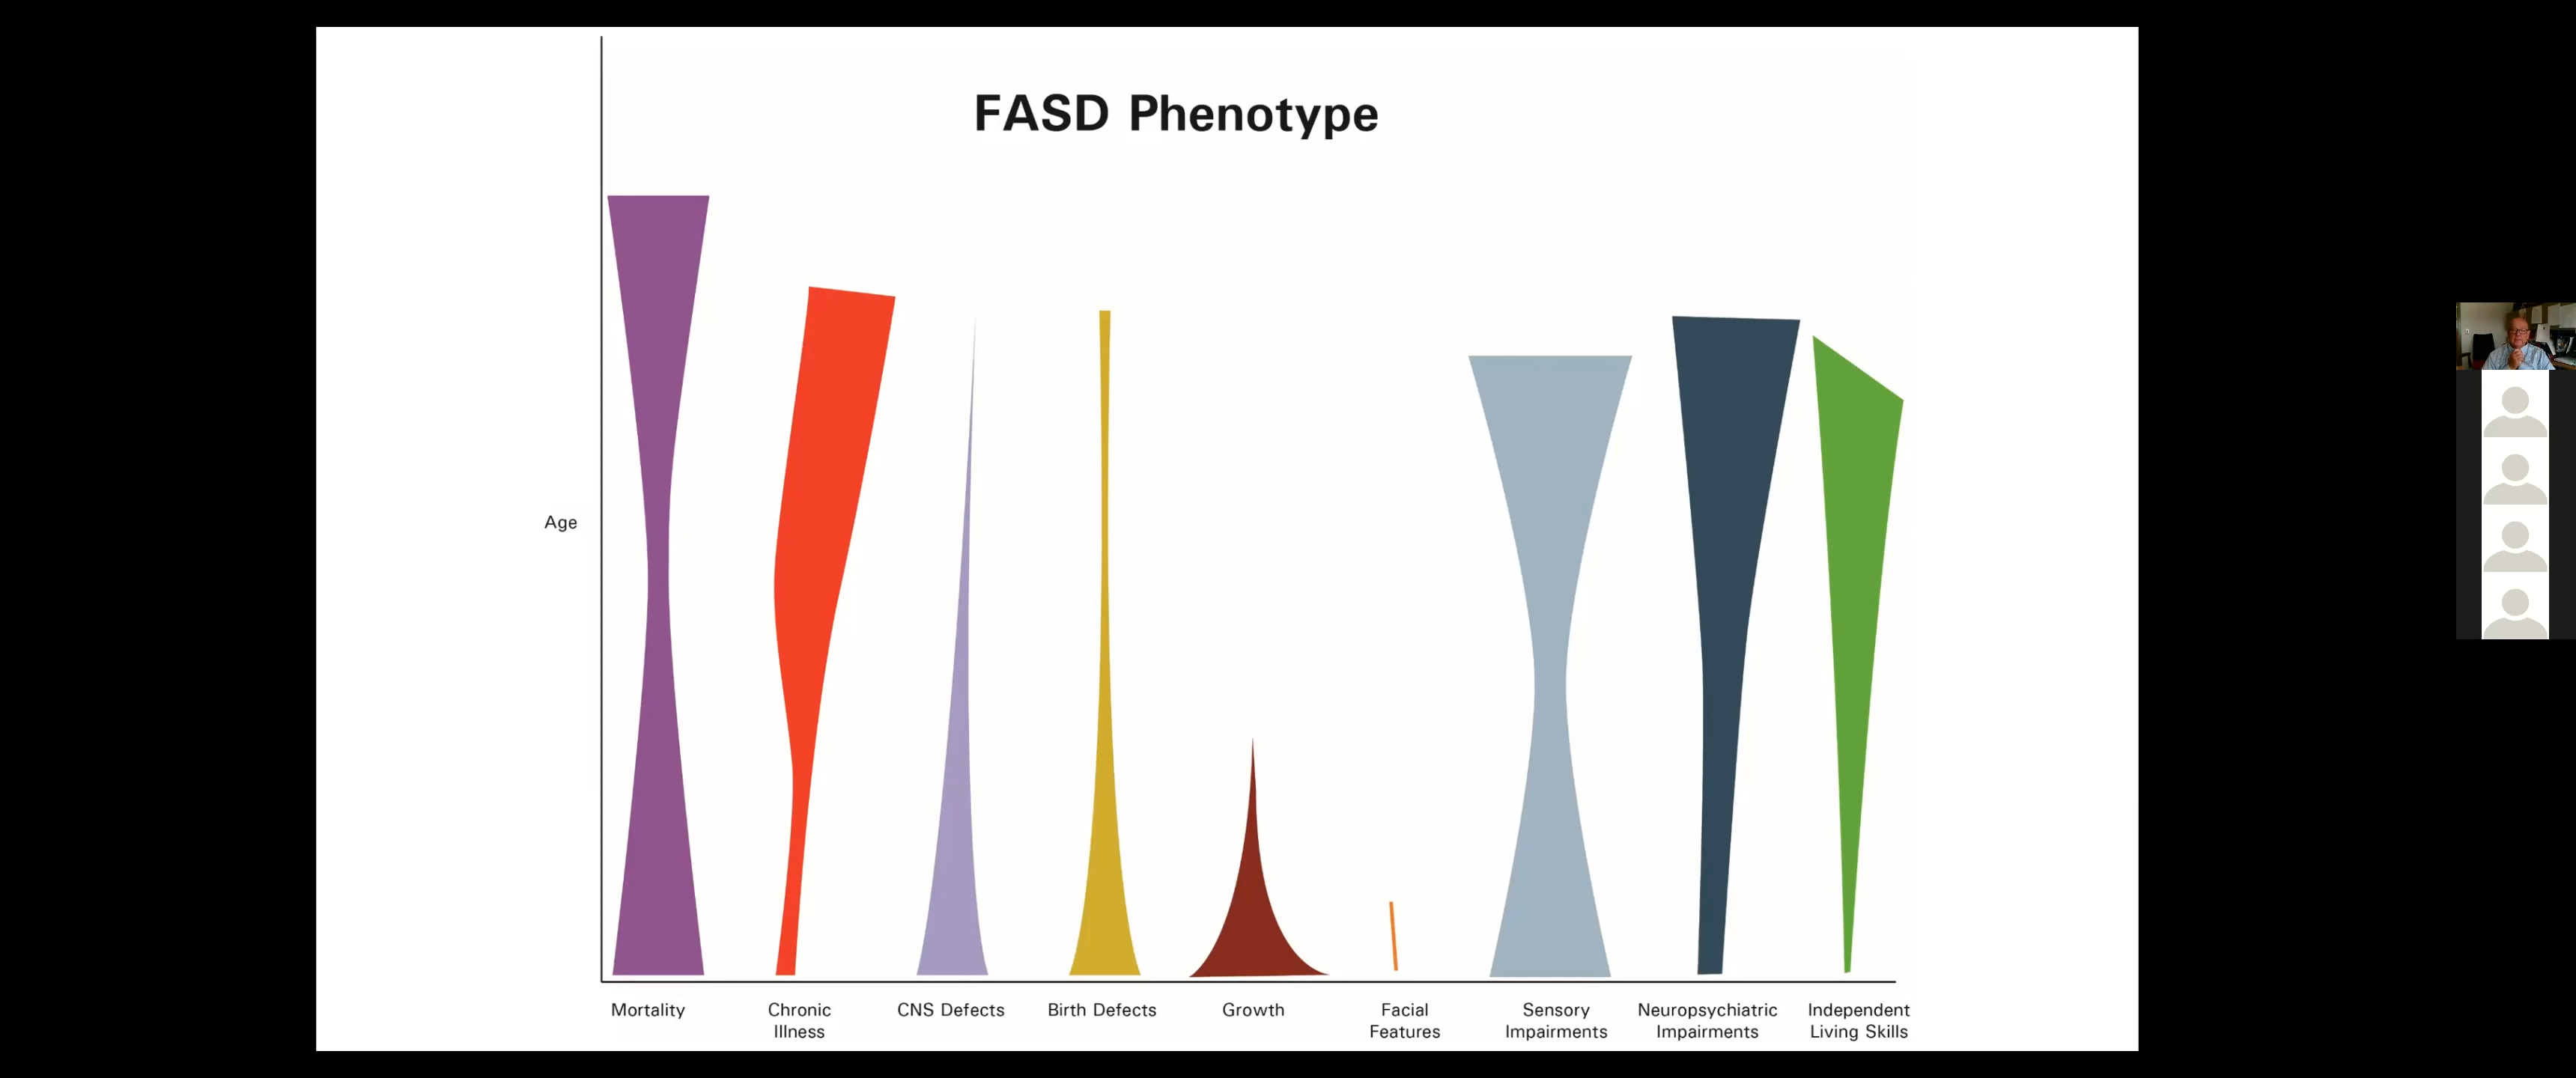 FASD Phenotype
Age
Mortality
Chronic
Illness
CNS Defects
Birth Defects
Growth
Facial
Features
Sensory
Impairments
Neuropsychiatric
Impairments
Independent
Living Skills